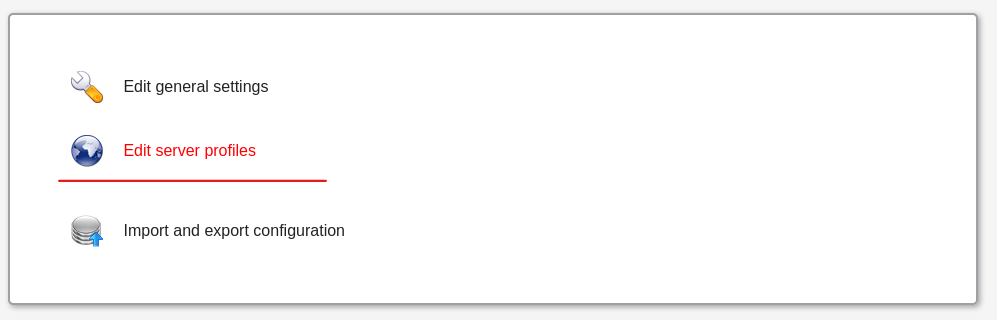 Edit general settings
Edit server profiles
Import and export configuration